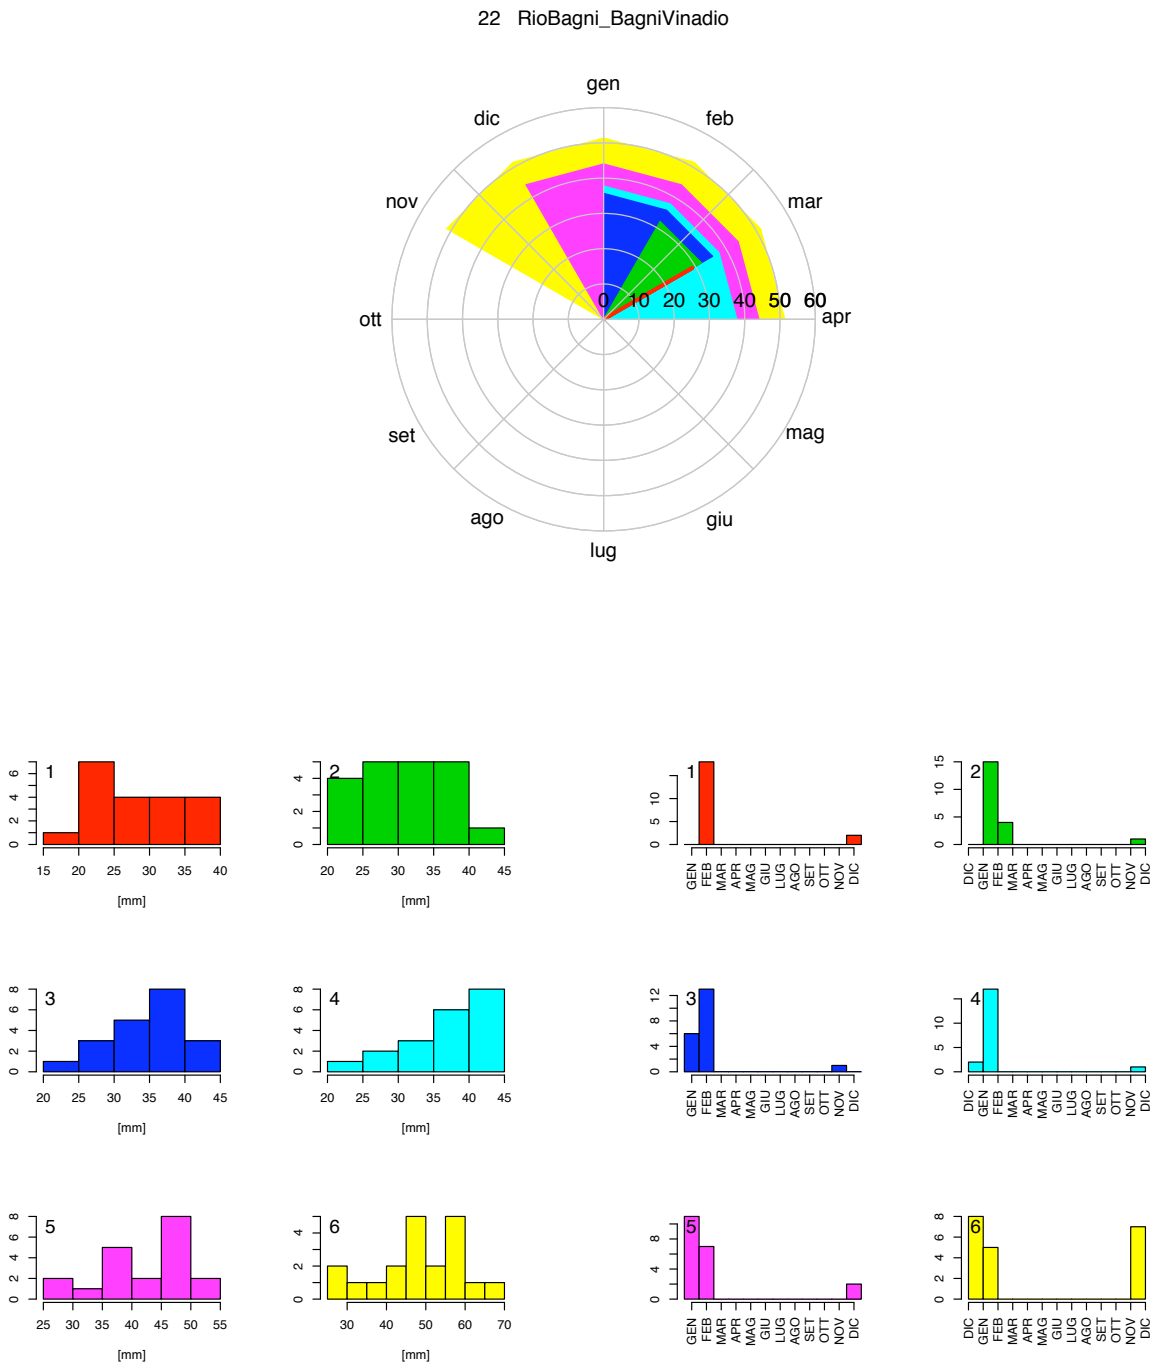 22 RioBagni_BagniVinadio
gen
dic
feb
nov
mar
0 10 20 30 40 50 60
ott
apr
set
mag
ago
giu
lug
1
0 2 4 6
15 20 25 30 35 40
[mm]
2
0 2 4
20 25 30 35 40 45
[mm]
1
0 5 10
GEN FEB MAR APR MAG GIU LUG AGO SET OTT NOV DIC
2
0 5 10 15
DIC GEN FEB MAR APR MAG GIU LUG AGO SET OTT NOV DIC
3
0 2 4 6 8
20 25 30 35 40 45
[mm]
4
0 2 4 6 8
20 25 30 35 40 45
[mm]
3
0 4 8 12
GEN FEB MAR APR MAG GIU LUG AGO SET OTT NOV DIC
4
0 5 10
DIC GEN FEB MAR APR MAG GIU LUG AGO SET OTT NOV DIC
5
0 2 4 6 8
25 30 35 40 45 50 55
[mm]
6
0 2 4
30 40 50 60 70
[mm]
5
0 4 8
GEN FEB MAR APR MAG GIU LUG AGO SET OTT NOV DIC
6
0 2 4 6 8
DIC GEN FEB MAR APR MAG GIU LUG AGO SET OTT NOV DIC